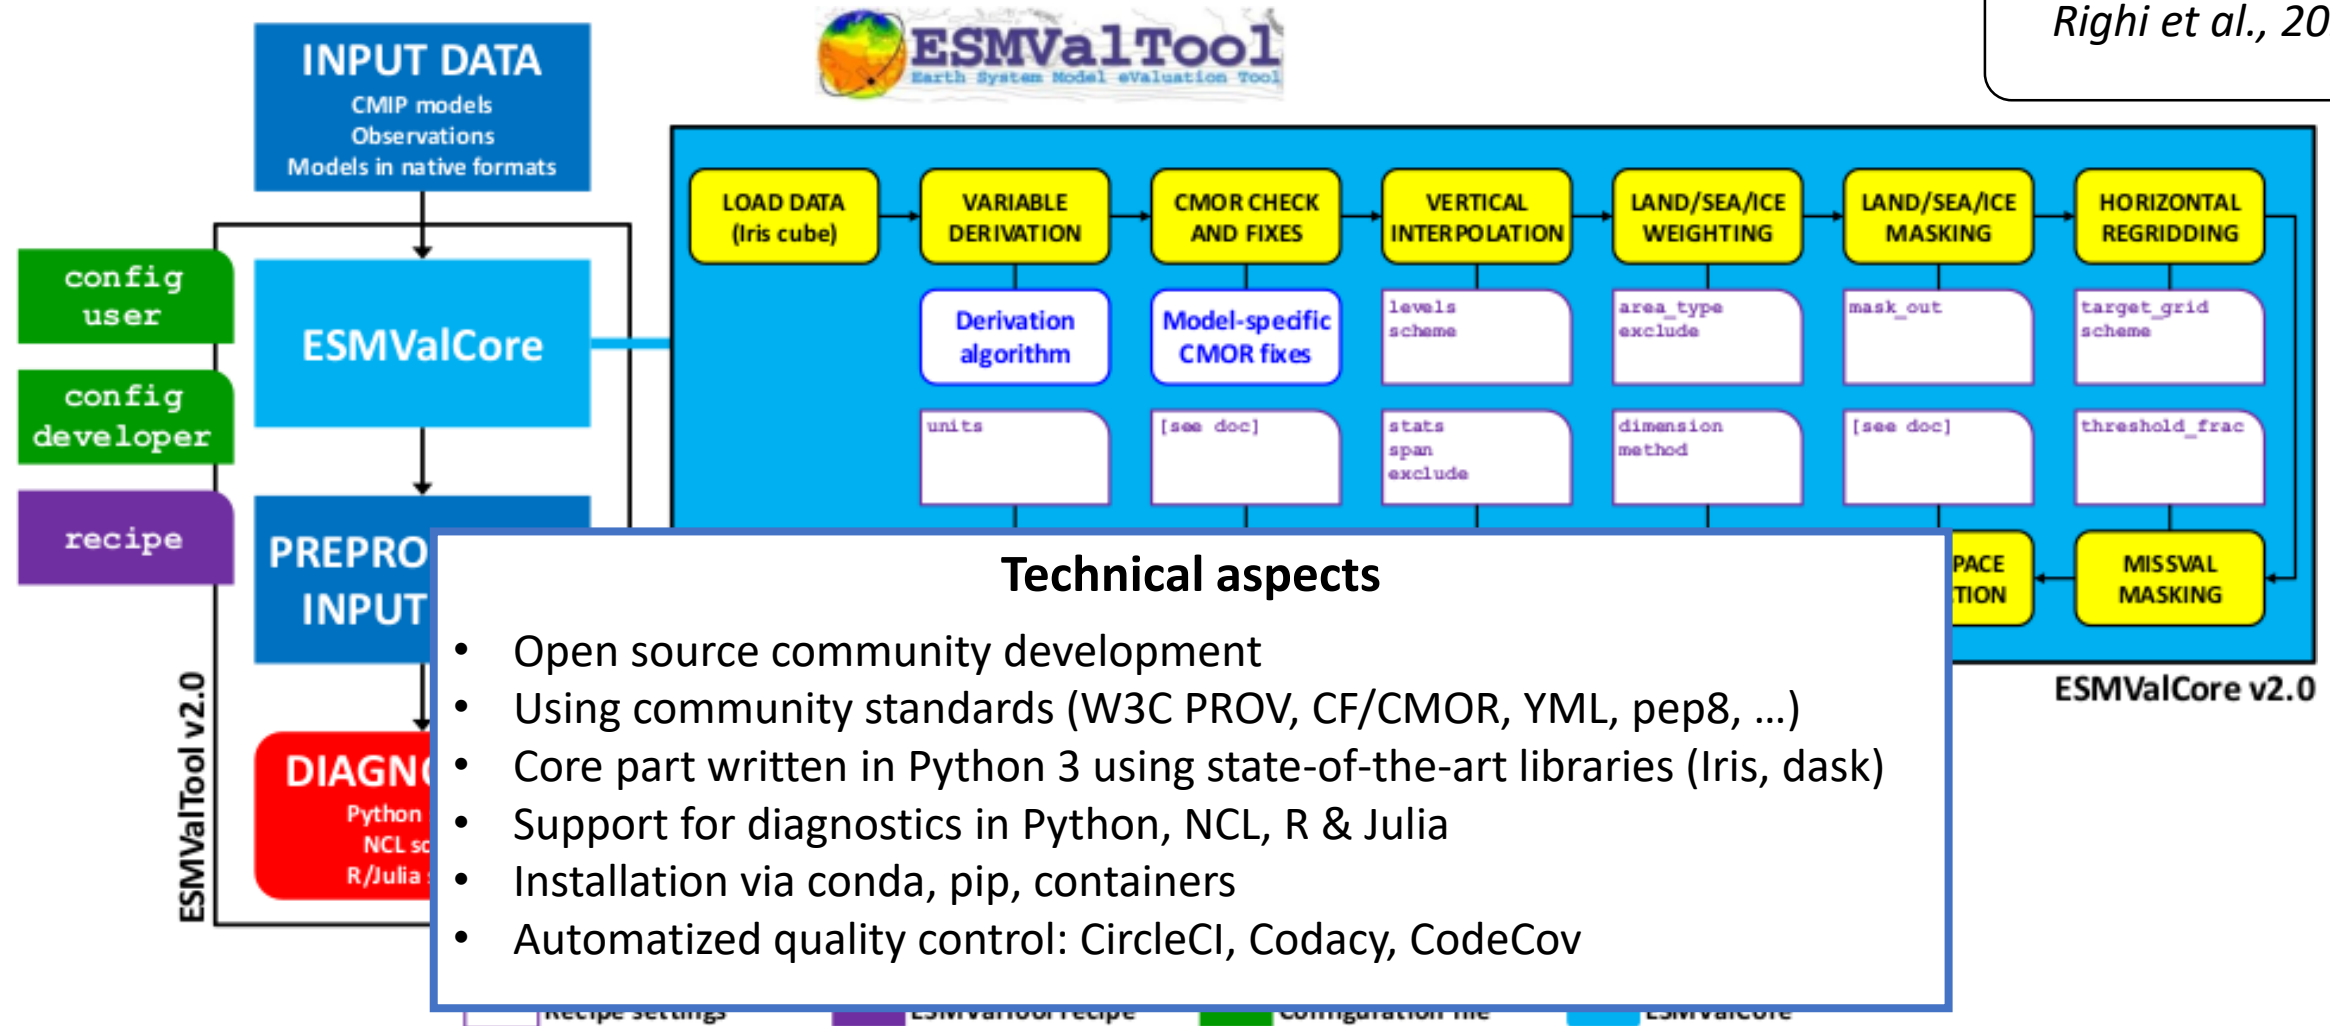 Righi et al., 20
ESMValTool
Earth System Model eValuation Tool
INPUT DATA
CMIP models
Observations
Models in native formats
config
user
config
developer
recipe
ESMValCore
PREPRO
INPUT
DIAGN
Python
NCL sc
R/Julia
ESMValTool v2.0
LOAD DATA
(Iris cube)
VARIABLE
DERIVATION
CMOR CHECK
AND FIXES
VERTICAL
INTERPOLATION
LAND/SEA/ICE
WEIGHTING
LAND/SEA/ICE
MASKING
HORIZONTAL
REGRIDDING
Derivation
algorithm
Model-specific
CMOR fixes
levels
scheme
area_type
exclude
mask_out
target_grid
scheme
units
[see doc]
stats
span
exclude
dimension
method
[see doc]
threshold_frac
PACE
TION
MISSVAL
MASKING
ESMValCore v2.0
Technical aspects
• Open source community development
• Using community standards (W3C PROV, CF/CMOR, YML, pep8, …)
• Core part written in Python 3 using state-of-the-art libraries (Iris, dask)
• Support for diagnostics in Python, NCL, R & Julia
• Installation via conda, pip, containers
• Automatized quality control: CircleCI, Codacy, CodeCov
Recipe settings
ESMValTool recipe
Configuration file
ESMValCore